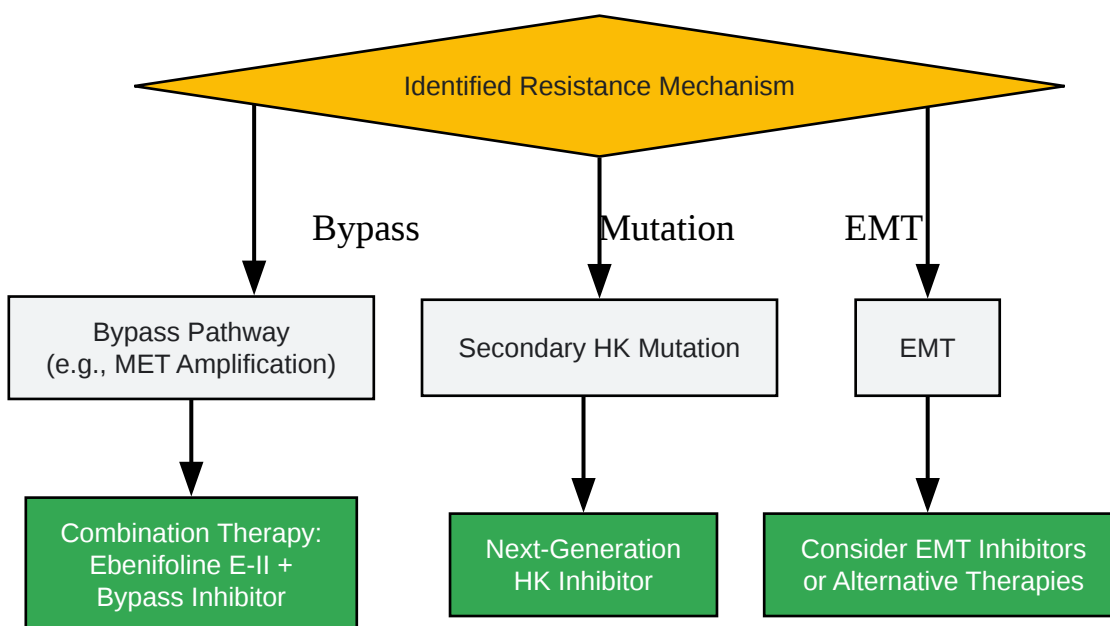 Identified Resistance Mechanism
Bypass
Mutation
EMT
Bypass Pathway
(e.g., MET Amplification)
Secondary HK Mutation
EMT
Combination Therapy:
Ebenifoline E-II +
Bypass Inhibitor
Next-Generation
HK Inhibitor
Consider EMT Inhibitors
or Alternative Therapies